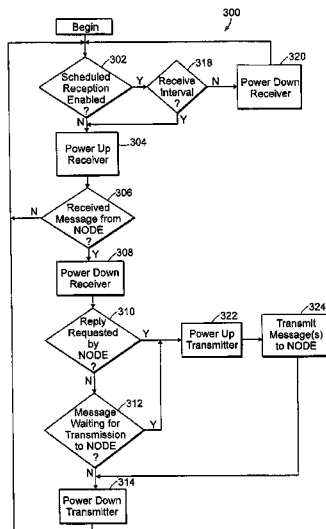 Begin
300
302
Scheduled
Reception
Enabled
?
Y
N
318
Receive
Interval
?
N
Y
320
Power Down
Receiver
304
Power Up
Receiver
306
Received
Message from
NODE
?
N
Y
308
Power Down
Receiver
310
Reply
Requested
by
NODE
?
Y
N
322
Power Up
Transmitter
324
Transmit
Message(s)
to NODE
312
Message
Waiting for
Transmission
to NODE
?
Y
N
314
Power Down
Transmitter